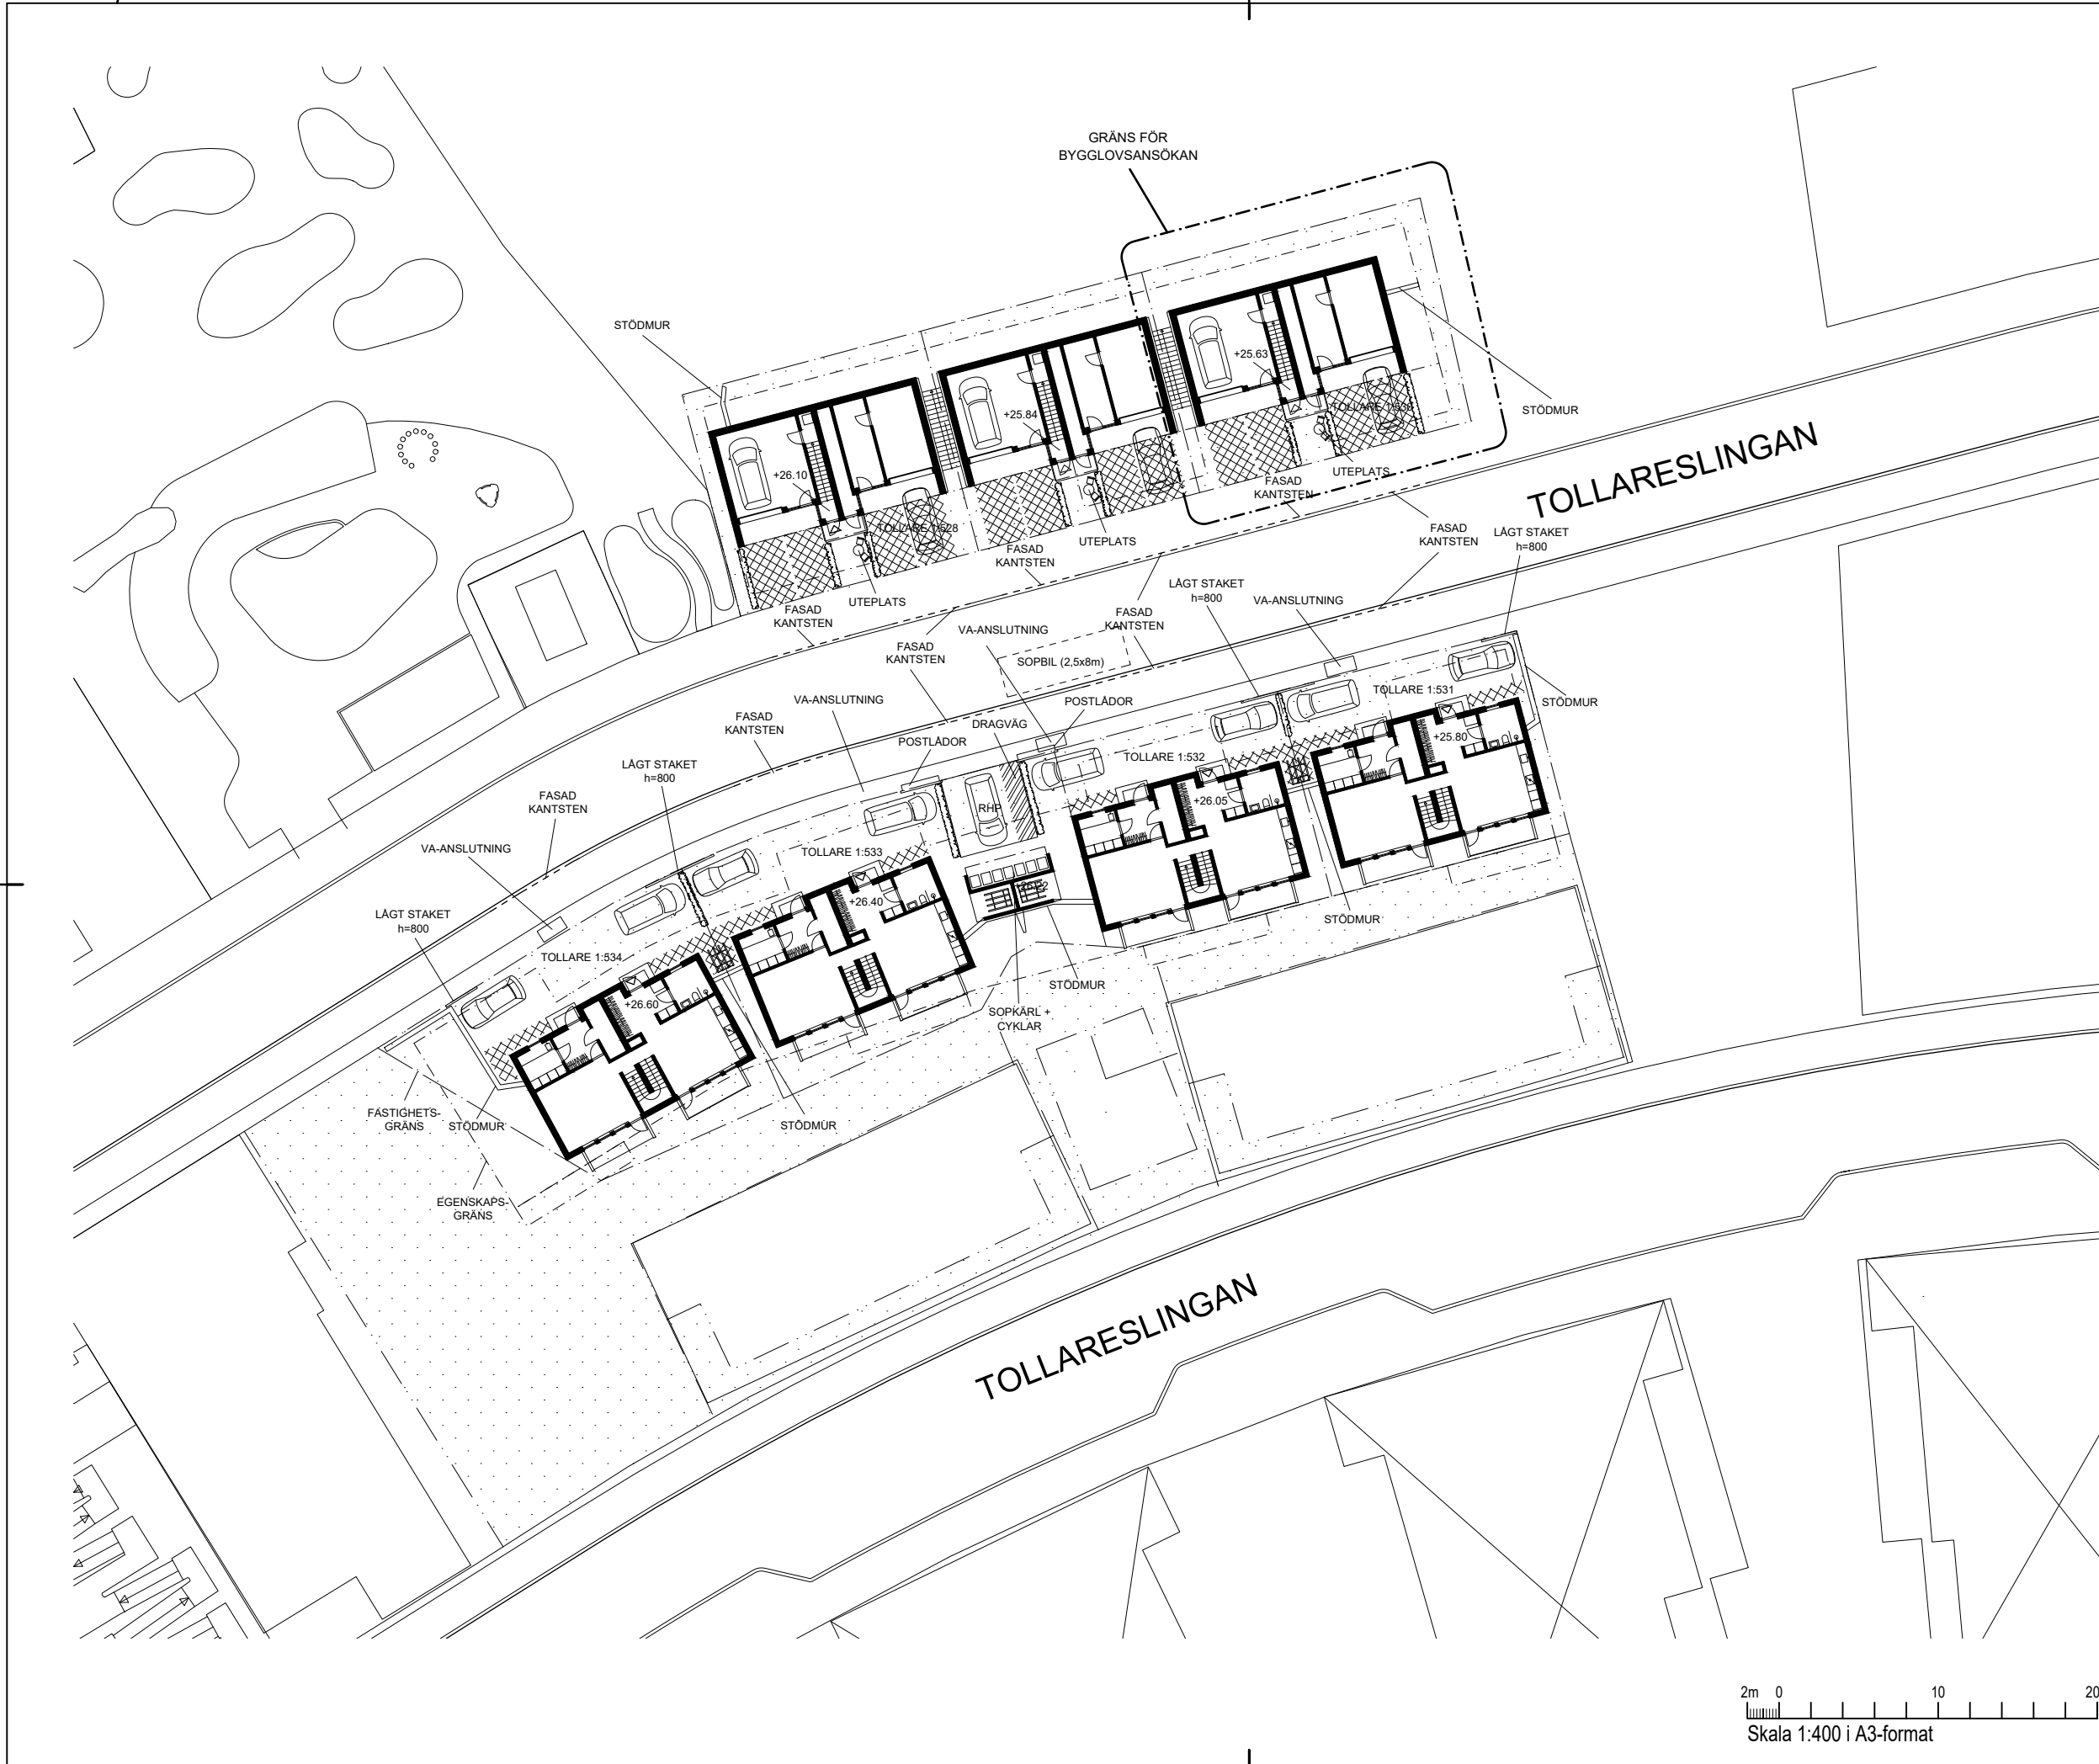 GRÄNS FÖR
BYGGLOVSANSÖKAN
STÖDMUR
+25.63
+25.84
+26.10
TOLLARE 1:530
STÖDMUR
TOLLARESLINGAN
UTEPLATS
FASAD
KANTSTEN
TOLLARE 1:528
UTEPLATS
FASAD
KANTSTEN
FASAD
KANTSTEN
LÅGT STAKET
h=800
UTEPLATS
FASAD
KANTSTEN
LÅGT STAKET
h=800
VA-ANSLUTNING
FASAD
KANTSTEN
VA-ANSLUTNING
FASAD
KANTSTEN
SOPBIL (2,5x8m)
TOLLARE 1:531
STÖDMUR
VA-ANSLUTNING
POSTLÅDOR
FASAD
KANTSTEN
DRAGVÄG
POSTLÅDOR
+25.80
TOLLARE 1:532
LÅGT STAKET
h=800
FASAD
KANTSTEN
RHP
+26.05
VA-ANSLUTNING
TOLLARE 1:533
+26.40
LÅGT STAKET
h=800
STÖDMUR
TOLLARE 1:534
STÖDMUR
+26.60
SOPKÄRL +
CYKLAR
FASTIGHETS-
GRÄNS
STÖDMUR
STÖDMUR
EGENSKAPS-
GRÄNS
TOLLARESLINGAN
2m 0 10 20
Skala 1:400 i A3-format